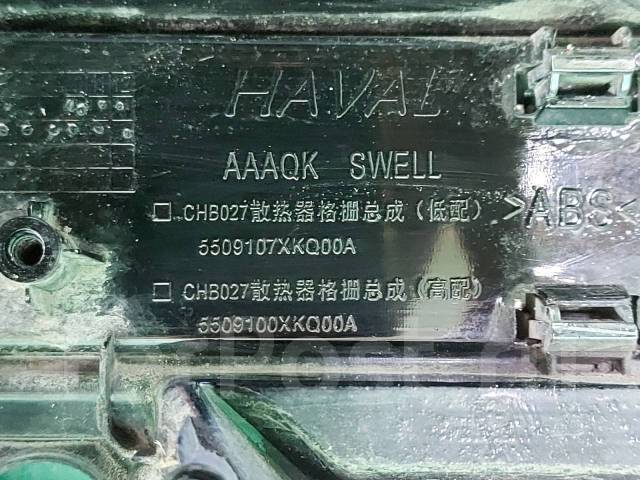 HAVAL
AAAQK SWELL
□ CHB027散热器格栅总成（低配）
5509107XKQ00A
>ABS<
□ CHB027散热器格栅总成（高配）
5509100XKQ00A